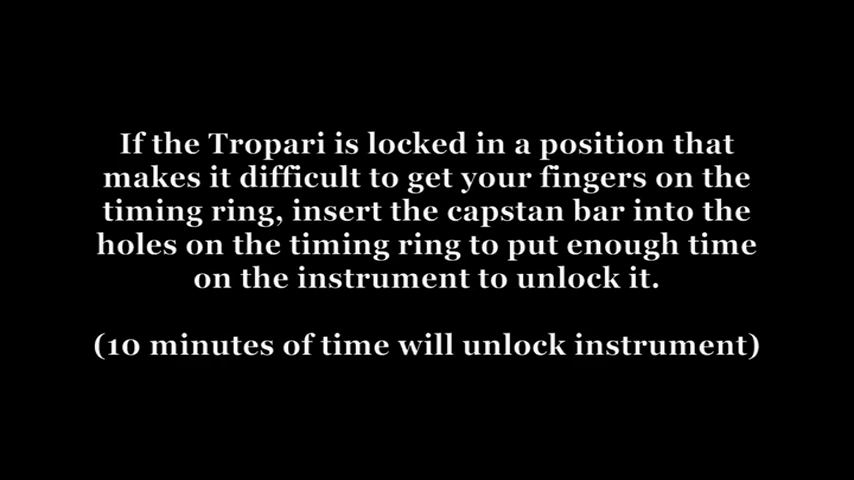 If the Tropari is locked in a position that
makes it difficult to get your fingers on the
timing ring, insert the capstan bar into the
holes on the timing ring to put enough time
on the instrument to unlock it.
(10 minutes of time will unlock instrument)